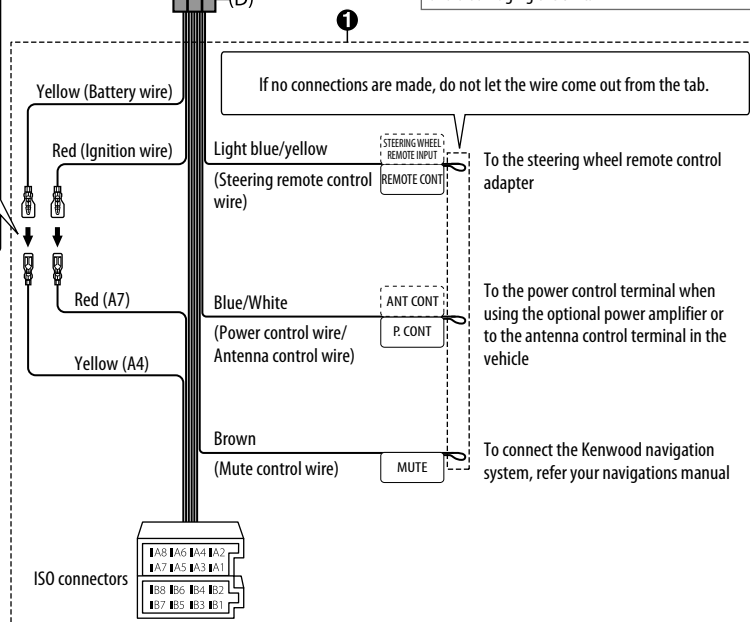 (D)
❶
Yellow (Battery wire)
If no connections are made, do not let the wire come out from the tab.
Red (Ignition wire)
Light blue/yellow
(Steering remote control
wire)
STEERING WHEEL
REMOTE INPUT
REMOTE CONT
To the steering wheel remote control
adapter
Red (A7)
Yellow (A4)
Blue/White
(Power control wire/
Antenna control wire)
ANT CONT
P. CONT
To the power control terminal when
using the optional power amplifier or
to the antenna control terminal in the
vehicle
Brown
(Mute control wire)
MUTE
To connect the Kenwood navigation
system, refer your navigations manual
ISO connectors
A8 A6 A4 A2
A7 A5 A3 A1
B8 B6 B4 B2
B7 B5 B3 B1